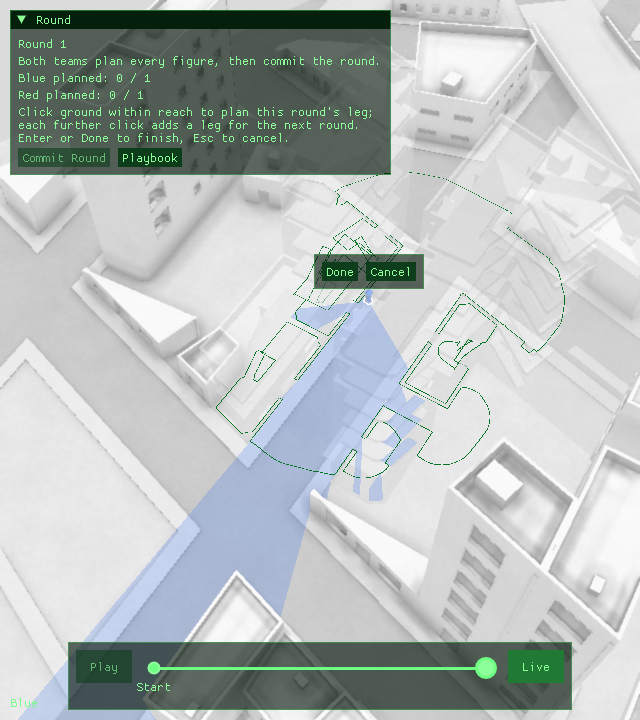 Round
Round 1
Both teams plan every figure, then commit the round.
Blue planned: 0 / 1
Red planned: 0 / 1
Click ground within reach to plan this round's leg;
each further click adds a leg for the next round.
Enter or Done to finish, Esc to cancel.
Commit Round Playbook
Done Cancel
Play Live
Start
Blue